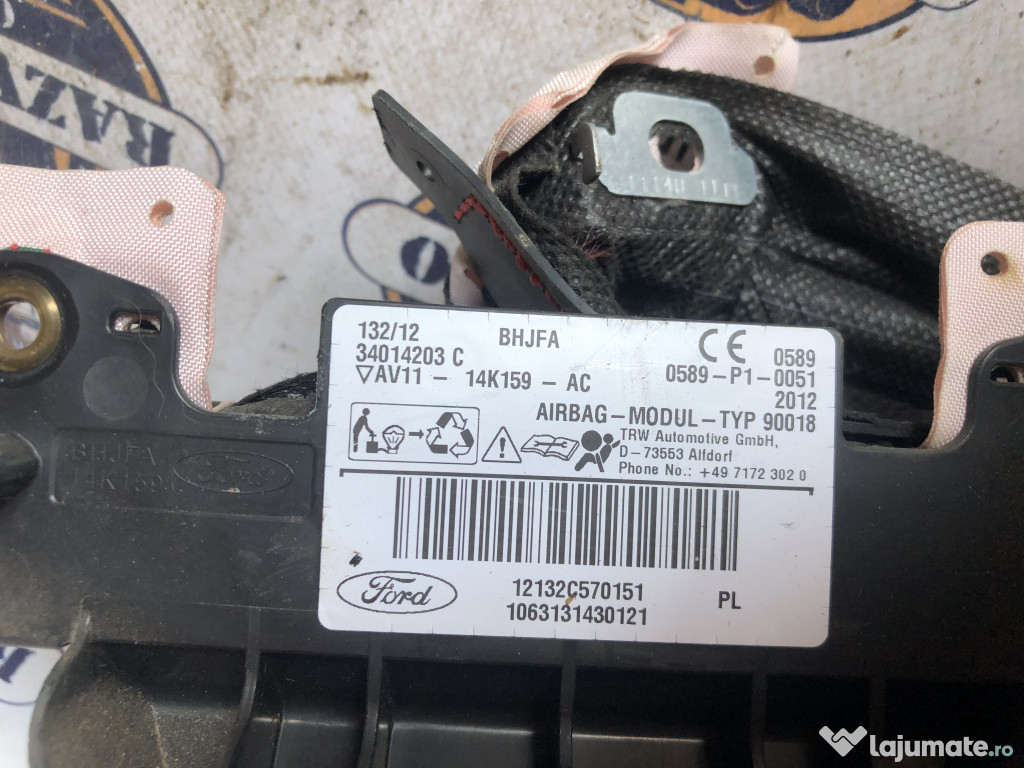 RAZV
132/12
BHJFA
34014203 C
▽AV11 - 14K159 - AC
CE 0589
0589-P1-0051
2012
AIRBAG-MODUL-TYP 90018
TRW Automotive GmbH,
D-73553 Alfdorf
Phone No.: +49 7172 302 0
BHJFA
14K159
Ford
Ford
12132C570151
1063131430121
PL
lajumate.ro